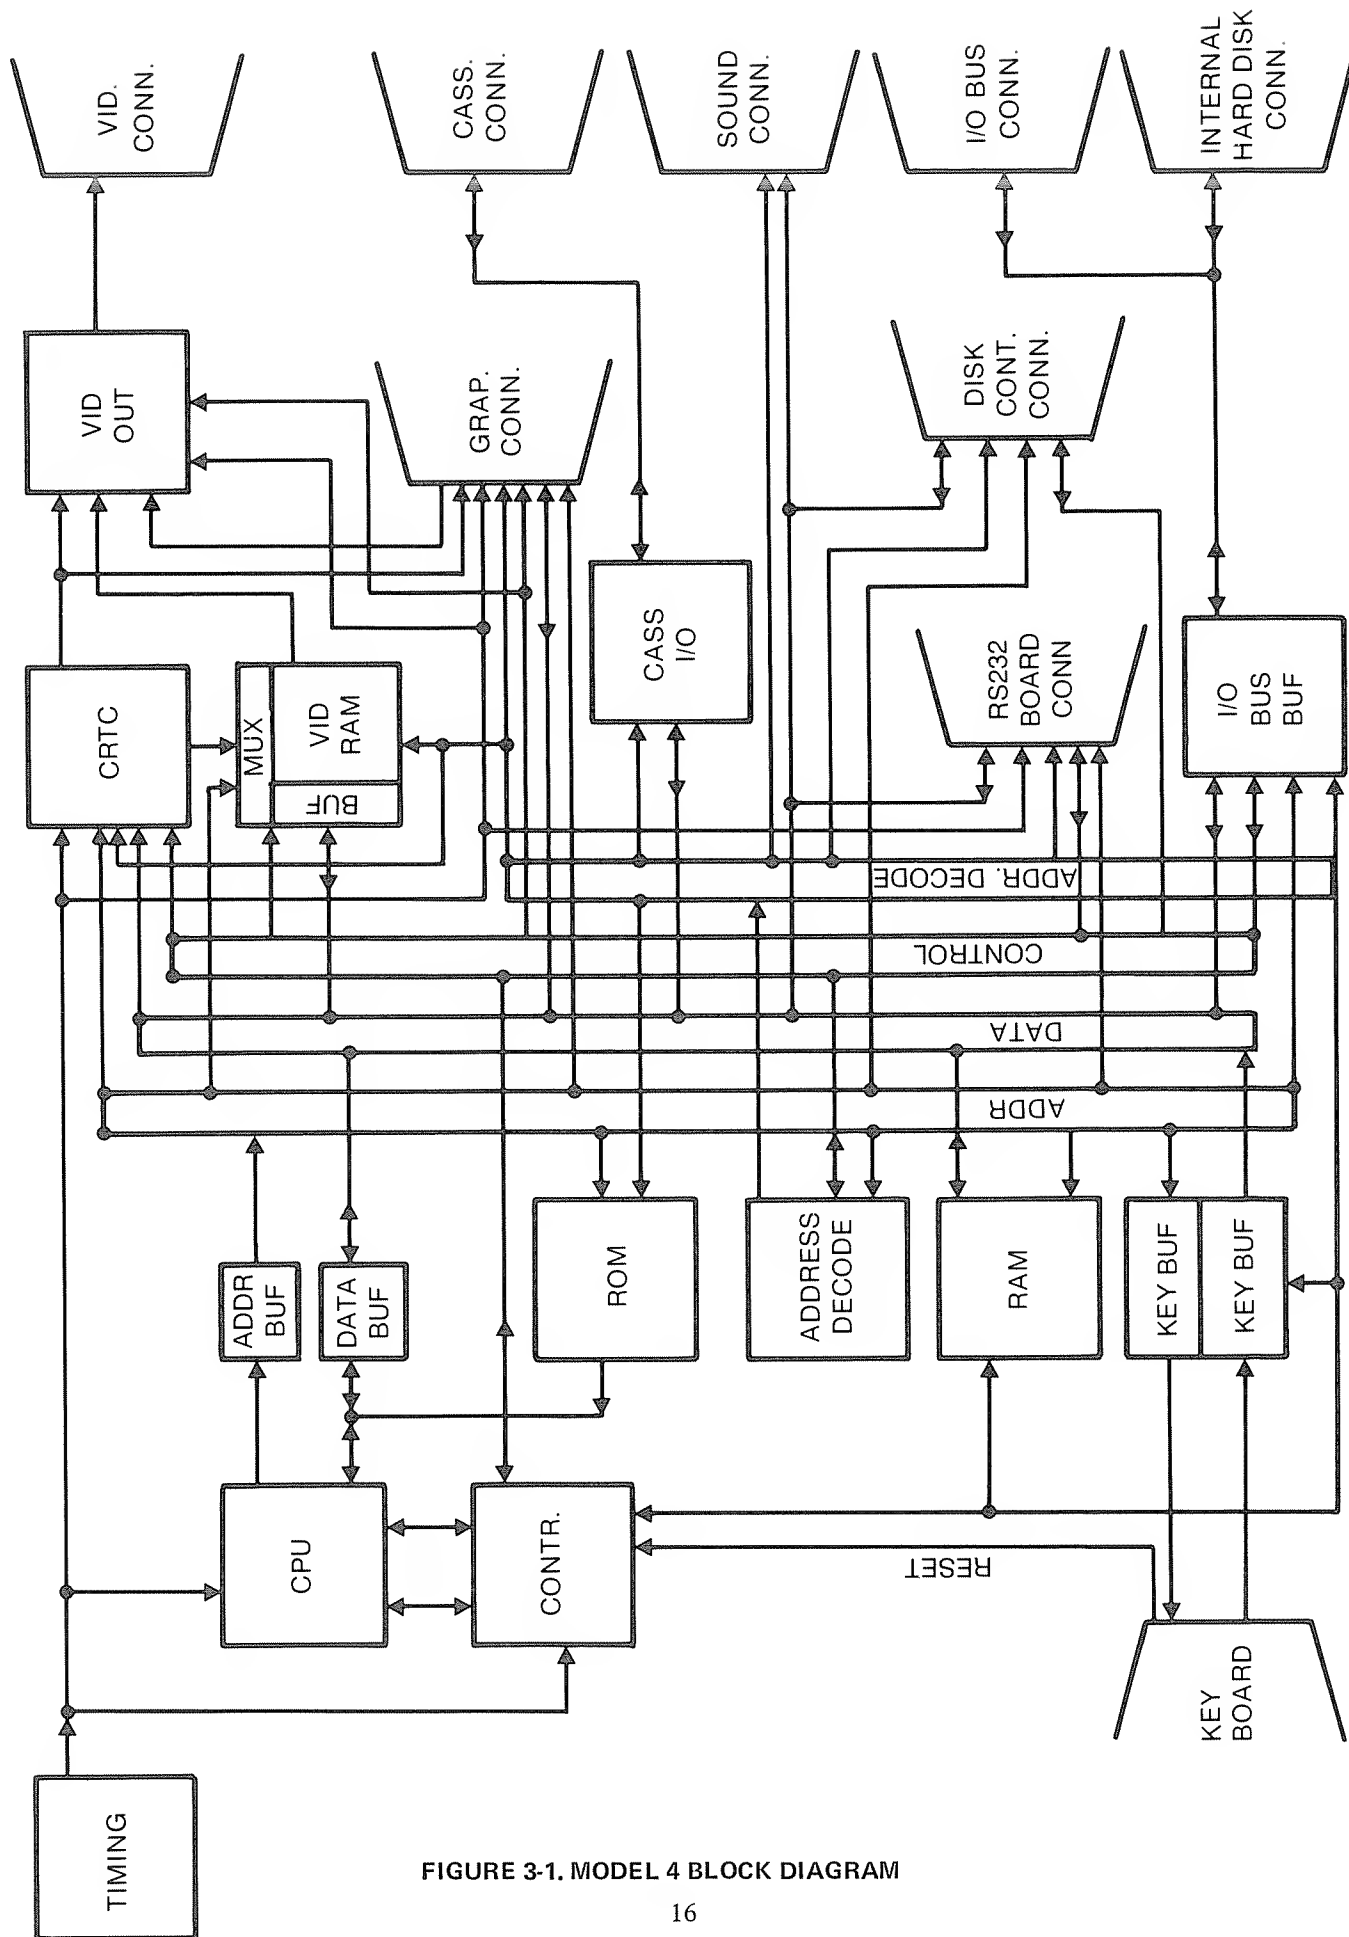 VID.
CONN.
CASS.
CONN.
SOUND
CONN.
I/O BUS
CONN.
INTERNAL
HARD DISK
CONN.
VID
OUT
GRAP.
CONN.
DISK
CONT.
CONN.
CRTC
MUX
VID
RAM
BUF
CASS
I/O
RS232
BOARD
CONN
I/O
BUS
BUF
ADDR. DECODE
CONTROL
DATA
ADDR
ADDR
BUF
DATA
BUF
ROM
ADDRESS
DECODE
RAM
KEY BUF
KEY BUF
CPU
CONTR.
RESET
KEY
BOARD
TIMING
FIGURE 3-1. MODEL 4 BLOCK DIAGRAM
16